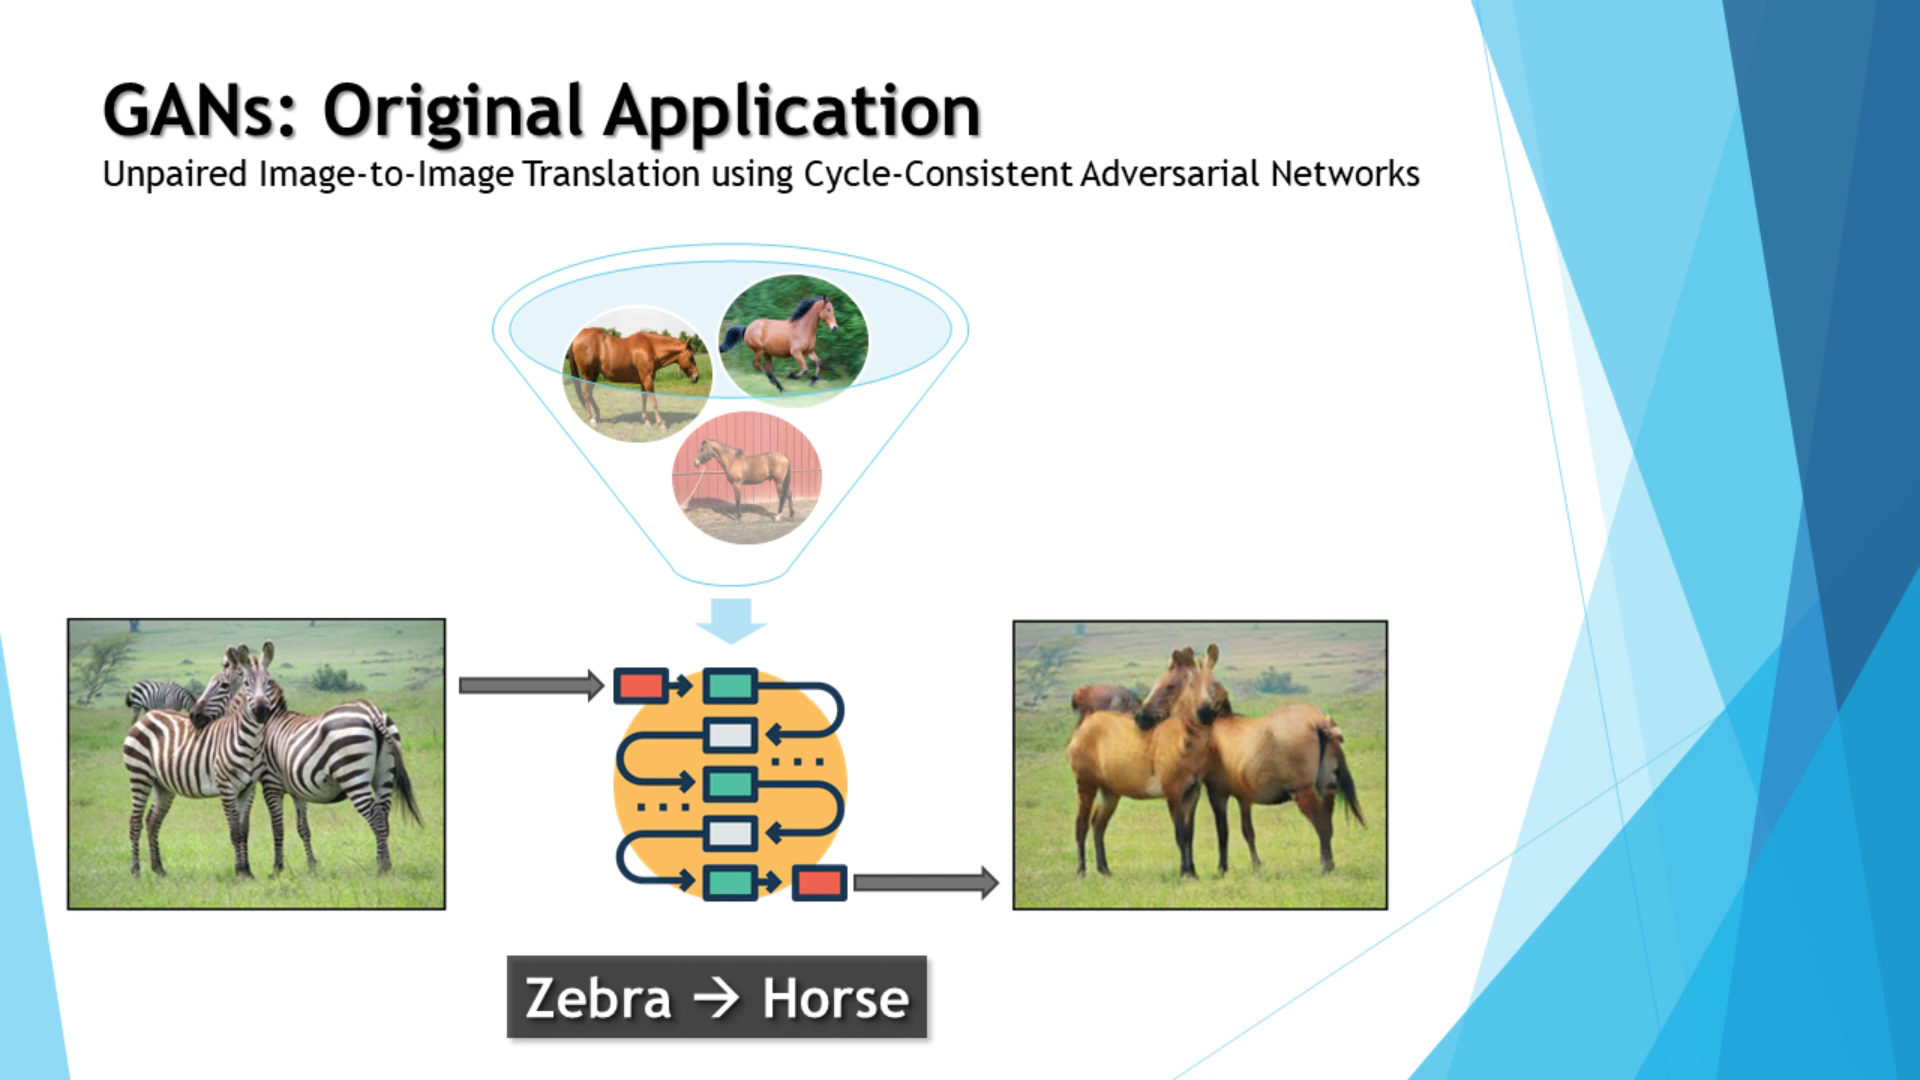 GANs: Original Application
Unpaired Image-to-Image Translation using Cycle-Consistent Adversarial Networks
Zebra → Horse